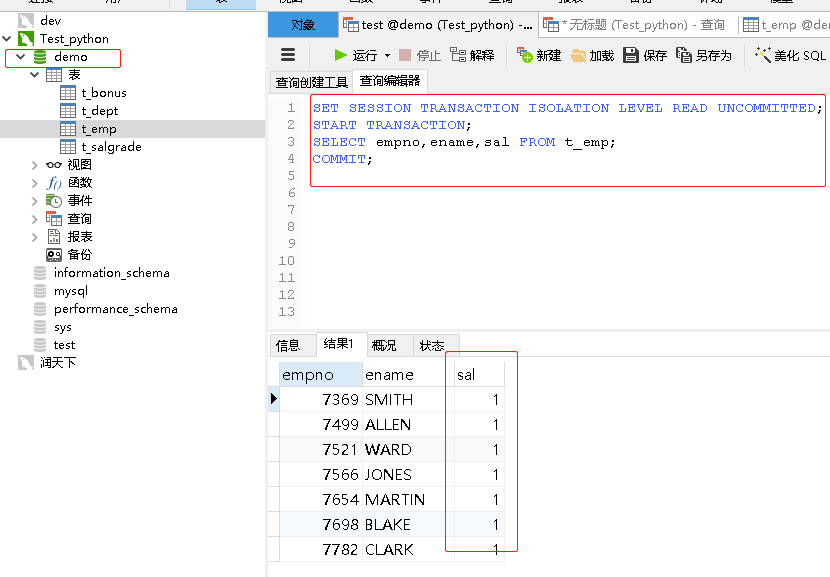 对象
test @demo (Test_python) -...
* 无标题 (Test_python) - 查询
t_emp @de
运行
停止
解释
新建
加载
保存
另存为
美化 SQL
查询创建工具
查询编辑器
dev
Test_python
demo
表
t_bonus
t_dept
t_emp
t_salgrade
视图
函数
事件
查询
报表
备份
information_schema
mysql
performance_schema
sys
test
润天下
1 SET SESSION TRANSACTION ISOLATION LEVEL READ UNCOMMITTED;
2 START TRANSACTION;
3 SELECT empno,ename,sal FROM t_emp;
4 COMMIT;
5
6
7
8
9
10
11
12
13
信息 结果1 概况 状态
empno ename sal
7369 SMITH 1
7499 ALLEN 1
7521 WARD 1
7566 JONES 1
7654 MARTIN 1
7698 BLAKE 1
7782 CLARK 1